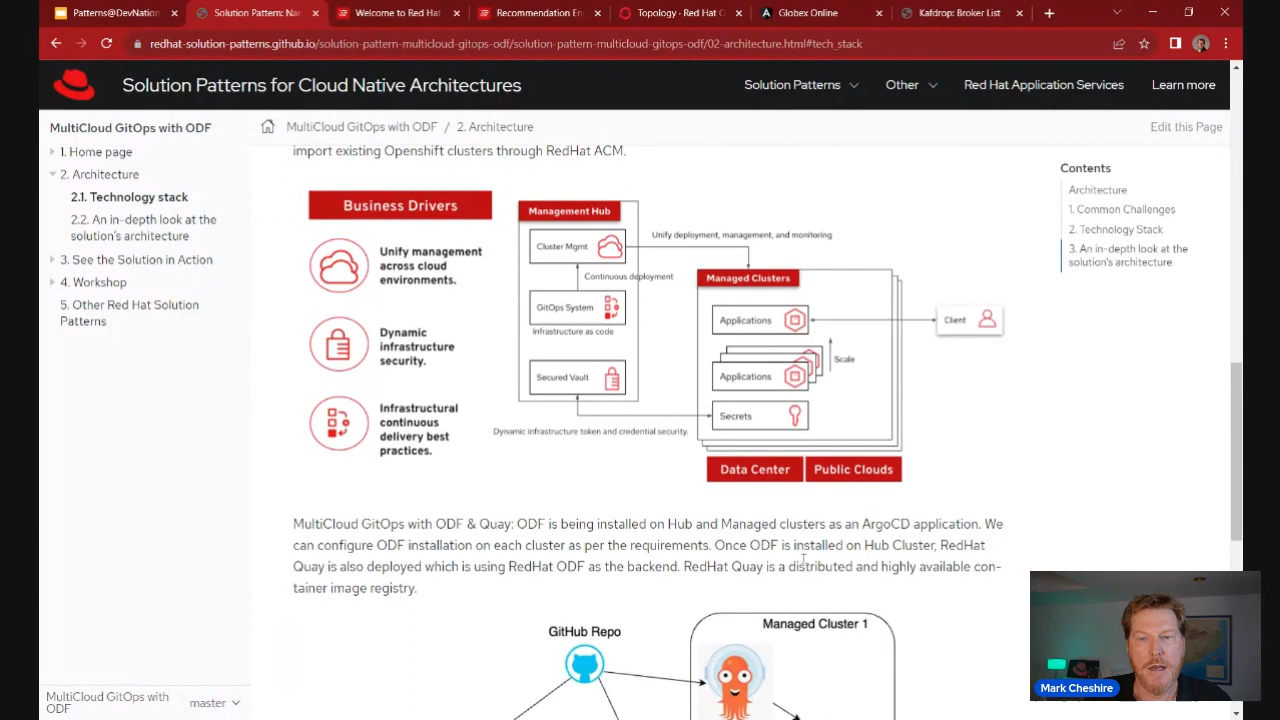 Patterns@DevNation
Solution Pattern: Nar
Welcome to Red Hat
Recommendation En
Topology · Red Hat C
Globex Online
Kafdrop: Broker List
redhat-solution-patterns.github.io/solution-pattern-multicloud-gitops-odf/solution-pattern-multicloud-gitops-odf/02-architecture.html#tech_stack
Solution Patterns for Cloud Native Architectures
Solution Patterns
Other
Red Hat Application Services
Learn more
MultiCloud GitOps with ODF
1. Home page
2. Architecture
2.1. Technology stack
2.2. An in-depth look at the
solution's architecture
3. See the Solution in Action
4. Workshop
5. Other Red Hat Solution
Patterns
MultiCloud GitOps with
ODF
master
MultiCloud GitOps with ODF / 2. Architecture
Edit this Page
import existing Openshift clusters through RedHat ACM.
Business Drivers
Unify management
across cloud
environments.
Dynamic
infrastructure
security.
Infrastructural
continuous
delivery best
practices.
Management Hub
Cluster Mgmt
Continuous deployment
GitOps System
Infrastructure as code
Secured Vault
Dynamic infrastructure token and credential security.
Unify deployment, management, and monitoring
Managed Clusters
Applications
Applications
Scale
Secrets
Client
Data Center
Public Clouds
MultiCloud GitOps with ODF & Quay: ODF is being installed on Hub and Managed clusters as an ArgoCD application. We
can configure ODF installation on each cluster as per the requirements. Once ODF is installed on Hub Cluster, RedHat
Quay is also deployed which is using RedHat ODF as the backend. RedHat Quay is a distributed and highly available con-
tainer image registry.
GitHub Repo
Managed Cluster 1
Contents
Architecture
1. Common Challenges
2. Technology Stack
3. An in-depth look at the
solution's architecture
Mark Cheshire